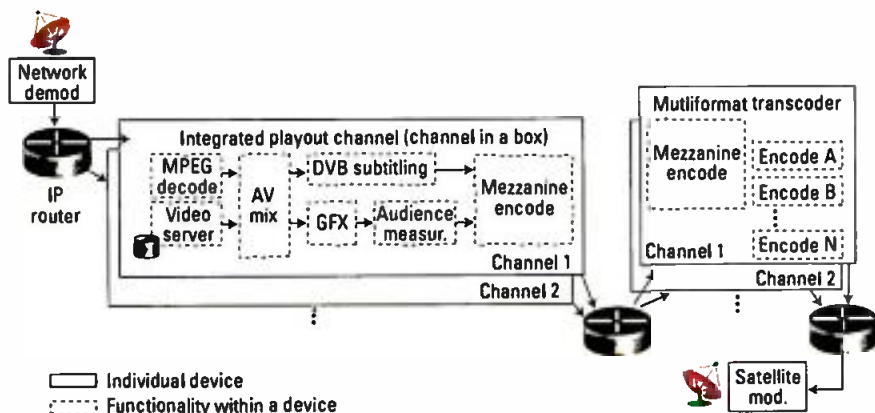 Network
demod
IP
router
Integrated playout channel (channel in a box)
MPEG
decode
Video
server
AV
mix
DVB subtitling
GFX
Audience
measur.
Mezzanine
encode
Channel 1
Channel 2
Mutliformat transcoder
Mezzanine
encode
Encode A
Encode B
Encode N
Channel 1
Channel 2
Satellite
mod.
Individual device
Functionality within a device